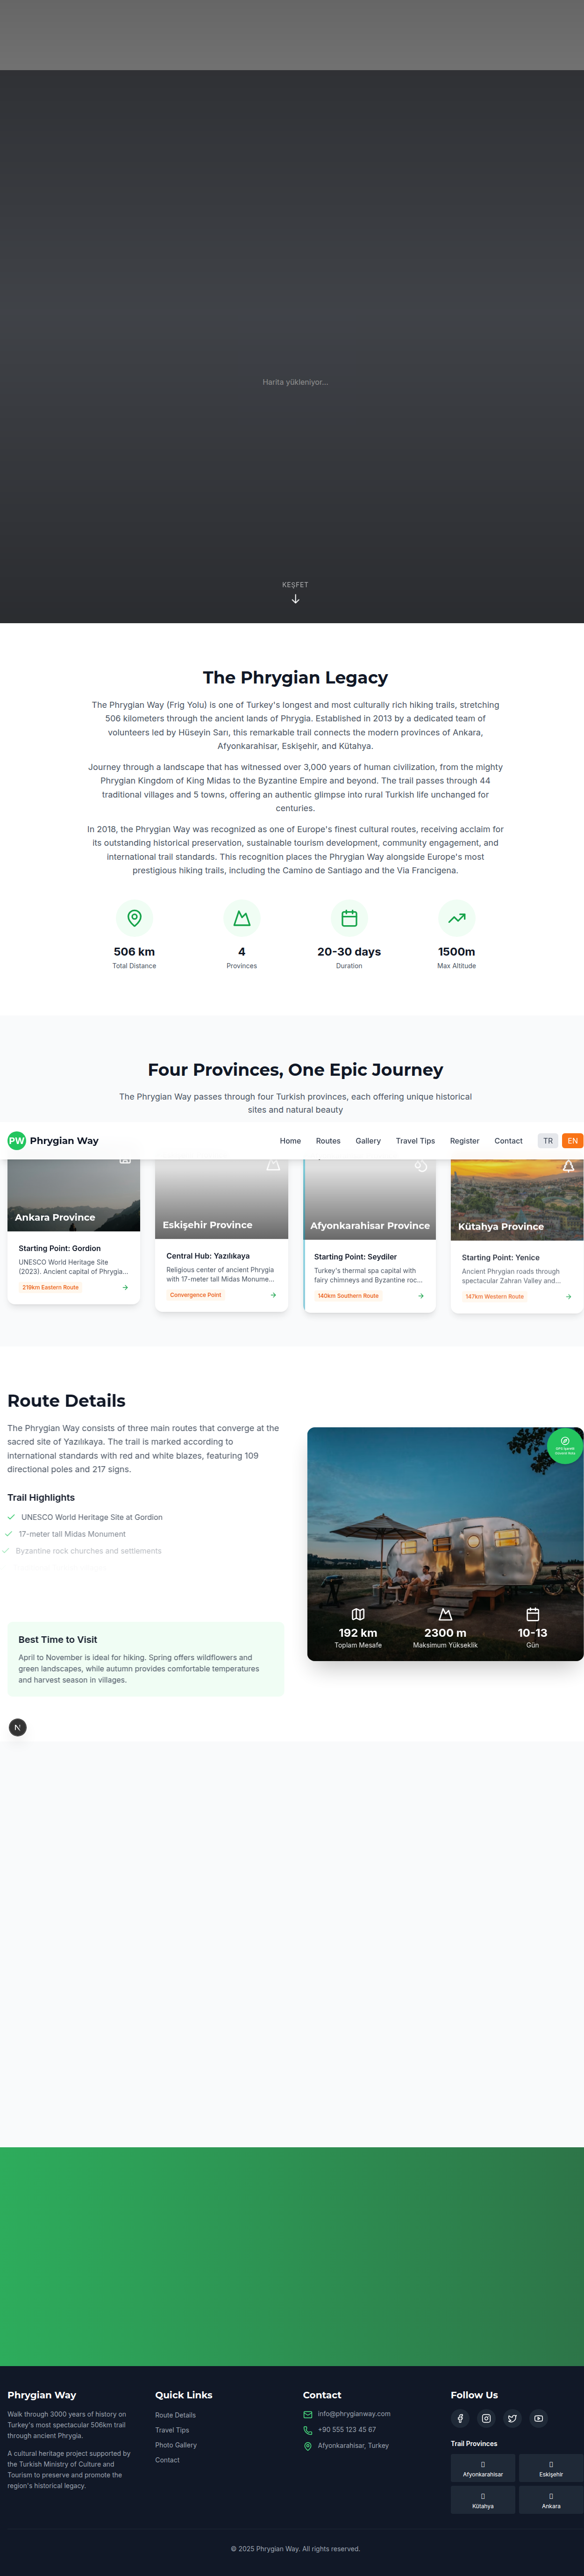 Harita yükleniyor...
KEŞFET
The Phrygian Legacy
The Phrygian Way (Frig Yolu) is one of Turkey's longest and most culturally rich hiking trails, stretching
506 kilometers through the ancient lands of Phrygia. Established in 2013 by a dedicated team of
volunteers led by Hüseyin Sarı, this remarkable trail connects the modern provinces of Ankara,
Afyonkarahisar, Eskişehir, and Kütahya.
Journey through a landscape that has witnessed over 3,000 years of human civilization, from the mighty
Phrygian Kingdom of King Midas to the Byzantine Empire and beyond. The trail passes through 44
traditional villages and 5 towns, offering an authentic glimpse into rural Turkish life unchanged for
centuries.
In 2018, the Phrygian Way was recognized as one of Europe's finest cultural routes, receiving acclaim for
its outstanding historical preservation, sustainable tourism development, community engagement, and
international trail standards. This recognition places the Phrygian Way alongside Europe's most
prestigious hiking trails, including the Camino de Santiago and the Via Francigena.
506 km
Total Distance
4
Provinces
20-30 days
Duration
1500m
Max Altitude
Four Provinces, One Epic Journey
The Phrygian Way passes through four Turkish provinces, each offering unique historical
sites and natural beauty
PW Phrygian Way
Home Routes Gallery Travel Tips Register Contact TR EN
Ankara Province
Starting Point: Gordion
UNESCO World Heritage Site
(2023). Ancient capital of Phrygia...
219km Eastern Route
Eskişehir Province
Central Hub: Yazılıkaya
Religious center of ancient Phrygia
with 17-meter tall Midas Monume...
Convergence Point
Afyonkarahisar Province
Starting Point: Seydiler
Turkey's thermal spa capital with
fairy chimneys and Byzantine roc...
140km Southern Route
Kütahya Province
Starting Point: Yenice
Ancient Phrygian roads through
spectacular Zahran Valley and...
147km Western Route
Route Details
The Phrygian Way consists of three main routes that converge at the
sacred site of Yazılıkaya. The trail is marked according to
international standards with red and white blazes, featuring 109
directional poles and 217 signs.
Trail Highlights
UNESCO World Heritage Site at Gordion
17-meter tall Midas Monument
Byzantine rock churches and settlements
Best Time to Visit
April to November is ideal for hiking. Spring offers wildflowers and
green landscapes, while autumn provides comfortable temperatures
and harvest season in villages.
192 km
Toplam Mesafe
2300 m
Maksimum Yükseklik
10-13
Gün
N
Phrygian Way
Walk through 3000 years of history on
Turkey's most spectacular 506km trail
through ancient Phrygia.
A cultural heritage project supported by
the Turkish Ministry of Culture and
Tourism to preserve and promote the
region's historical legacy.
Quick Links
Route Details
Travel Tips
Photo Gallery
Contact
Contact
info@phrygianway.com
+90 555 123 45 67
Afyonkarahisar, Turkey
Follow Us
Trail Provinces
Afyonkarahisar
Eskişehir
Kütahya
Ankara
© 2025 Phrygian Way. All rights reserved.